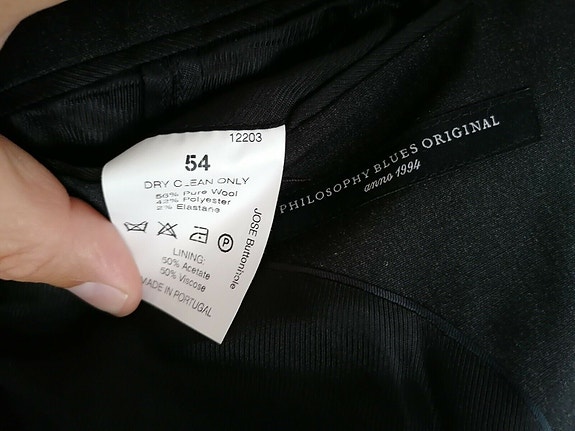 12203
54
DRY CLEAN ONLY
56% Pure Wool
42% Polyester
2% Elastane
P
LINING:
50% Acetate
50% Viscose
MADE IN PORTUGAL
JOSE Buttonhole
PHILOSOPHY BLUES ORIGINAL
anno 1994